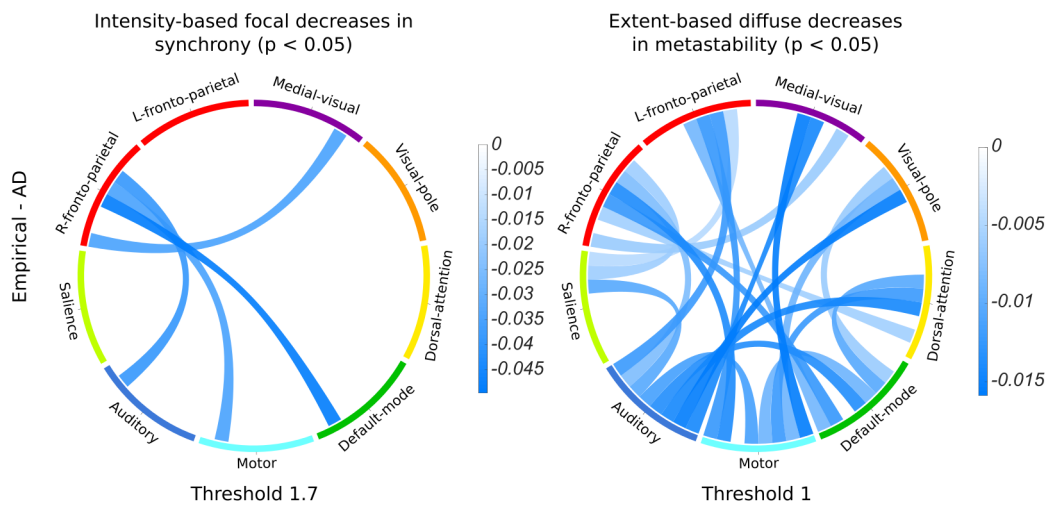 Intensity-based focal decreases in
synchrony (p < 0.05)
Extent-based diffuse decreases
in metastability (p < 0.05)
Empirical - AD
L-fronto-parietal
Medial-visual
R-fronto-parietal
Visual-pole
Salience
Dorsal-attention
Auditory
Default-mode
Motor
0
-0.005
-0.01
-0.015
-0.02
-0.025
-0.03
-0.035
-0.04
-0.045
L-fronto-parietal
Medial-visual
R-fronto-parietal
Visual-pole
Salience
Dorsal-attention
Auditory
Default-mode
Motor
0
-0.005
-0.01
-0.015
Threshold 1.7
Threshold 1